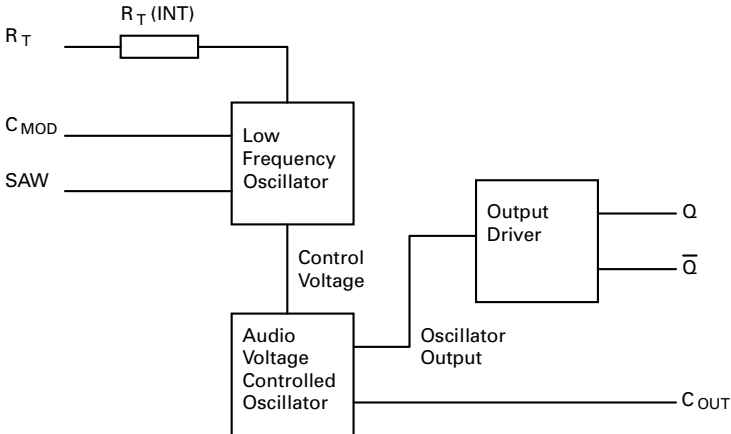 R T (INT)
R T
C MOD
SAW
Low
Frequency
Oscillator
Control
Voltage
Audio
Voltage
Controlled
Oscillator
Oscillator
Output
Output
Driver
Q
Q̅
C OUT